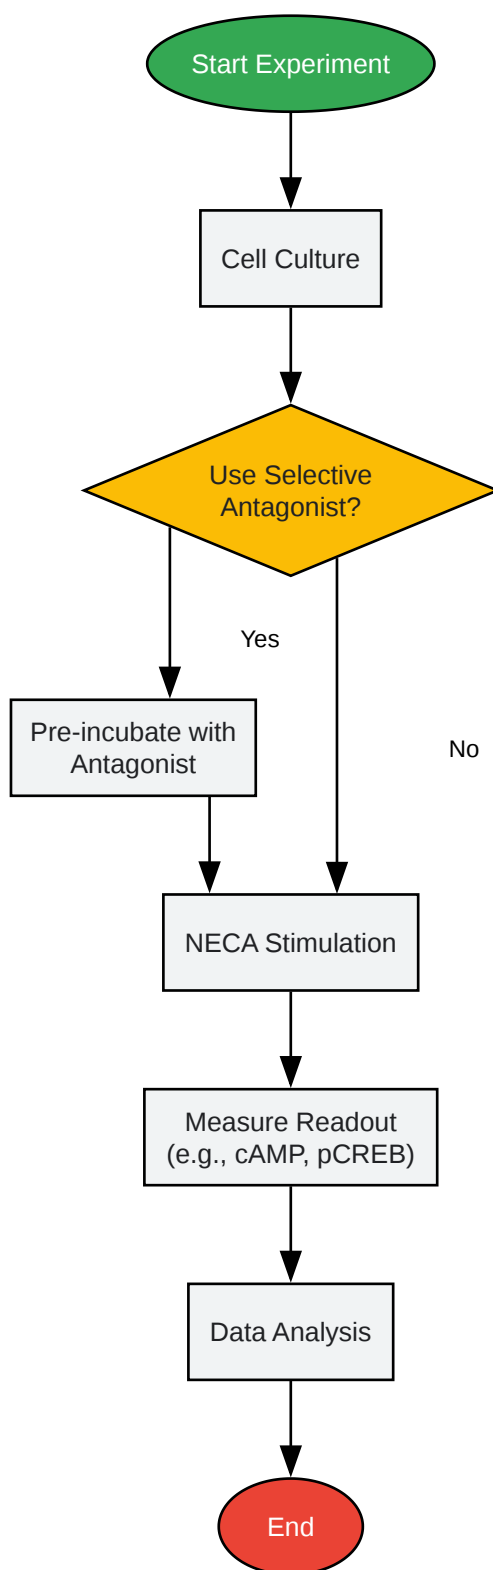 Start Experiment
Cell Culture
Use Selective
Antagonist?
Yes
Pre-incubate with
Antagonist
No
NECA Stimulation
Measure Readout
(e.g., cAMP, pCREB)
Data Analysis
End